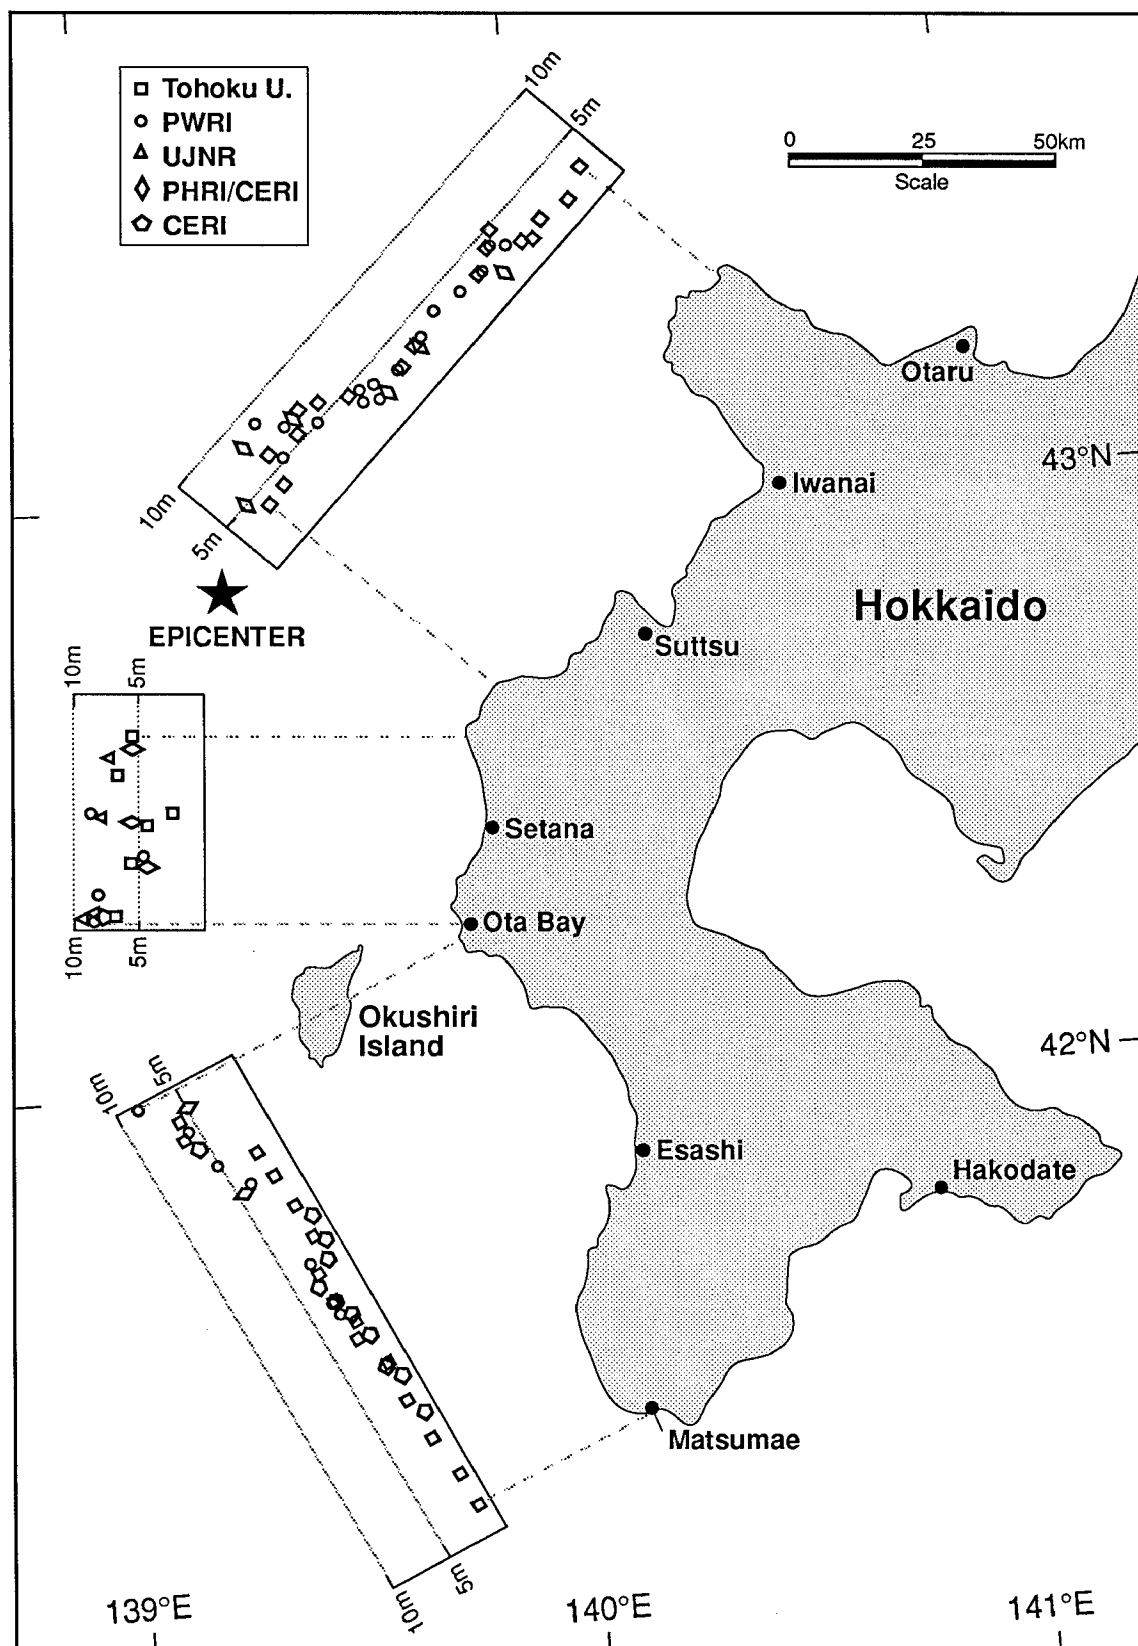 Tohoku U.
PWRI
UJNR
PHRI/CERI
CERI
10m
5m
0 25 50km
Scale
Otaru
43°N
Iwanai
10m
5m
EPICENTER
Hokkaido
Suttsu
10m
5m
Setana
Ota Bay
10m
5m
Okushiri
Island
42°N
10m
5m
Esashi
Hakodate
Matsumae
10m
5m
139°E
140°E
141°E